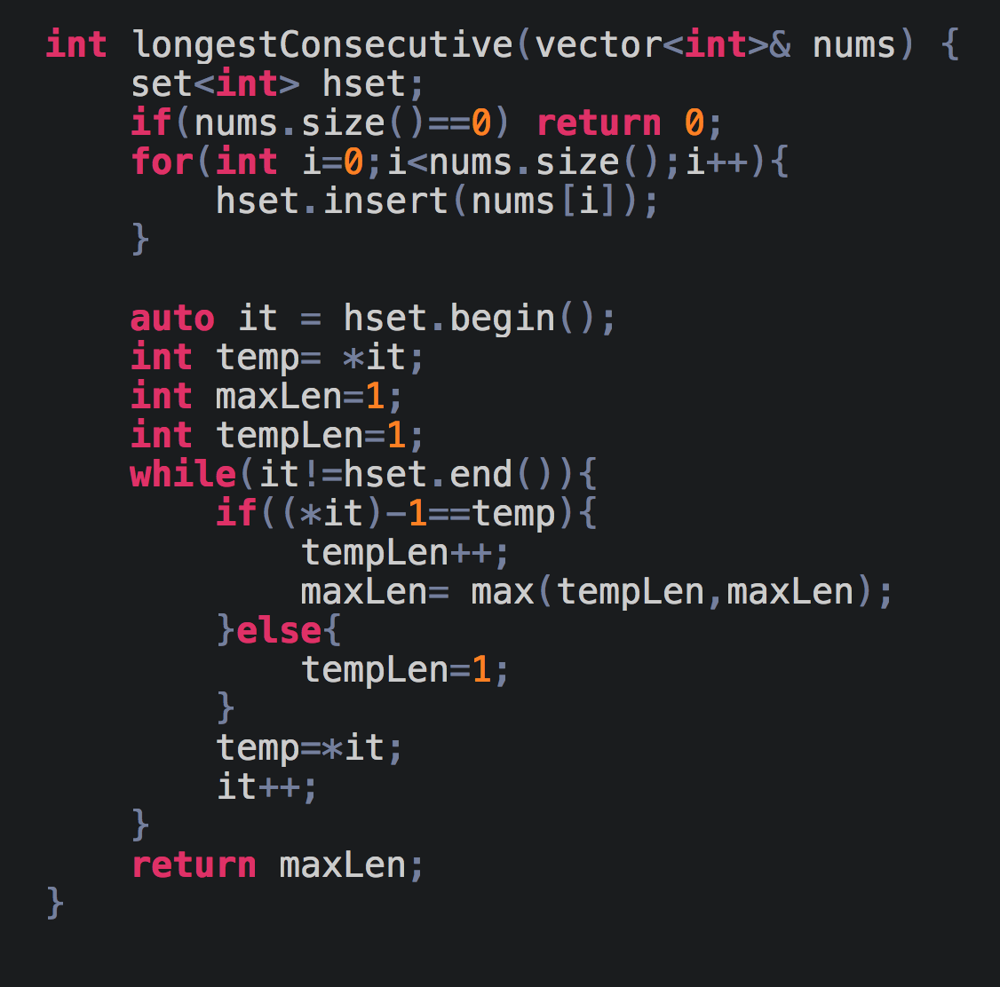 int longestConsecutive(vector<int>& nums) {
    set<int> hset;
    if(nums.size()==0) return 0;
    for(int i=0;i<nums.size();i++){
        hset.insert(nums[i]);
    }

    auto it = hset.begin();
    int temp= *it;
    int maxLen=1;
    int tempLen=1;
    while(it!=hset.end()){
        if((*it)-1==temp){
            tempLen++;
            maxLen= max(tempLen,maxLen);
        }else{
            tempLen=1;
        }
        temp=*it;
        it++;
    }
    return maxLen;
}